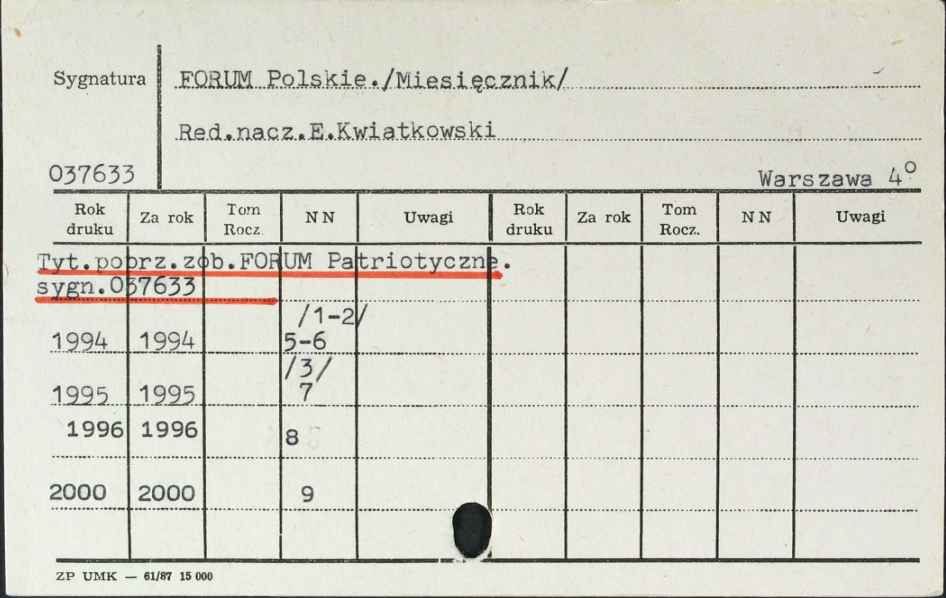 Sygnatura FORUM Polskie./Miesięcznik/
Red.nacz.E.Kwiatkowski
037633 Warszawa 4°
Rok druku Za rok Tom Rocz. N N Uwagi Rok druku Za rok Tom Rocz. N N Uwagi
Tyt.poprz.zob.FORUM Patriotyczne.
sygn.037633
/1-2/
1994 1994 5-6
/3/
1995 1995 7
1996 1996 8
2000 2000 9
ZP UMK — 61/87 15 000